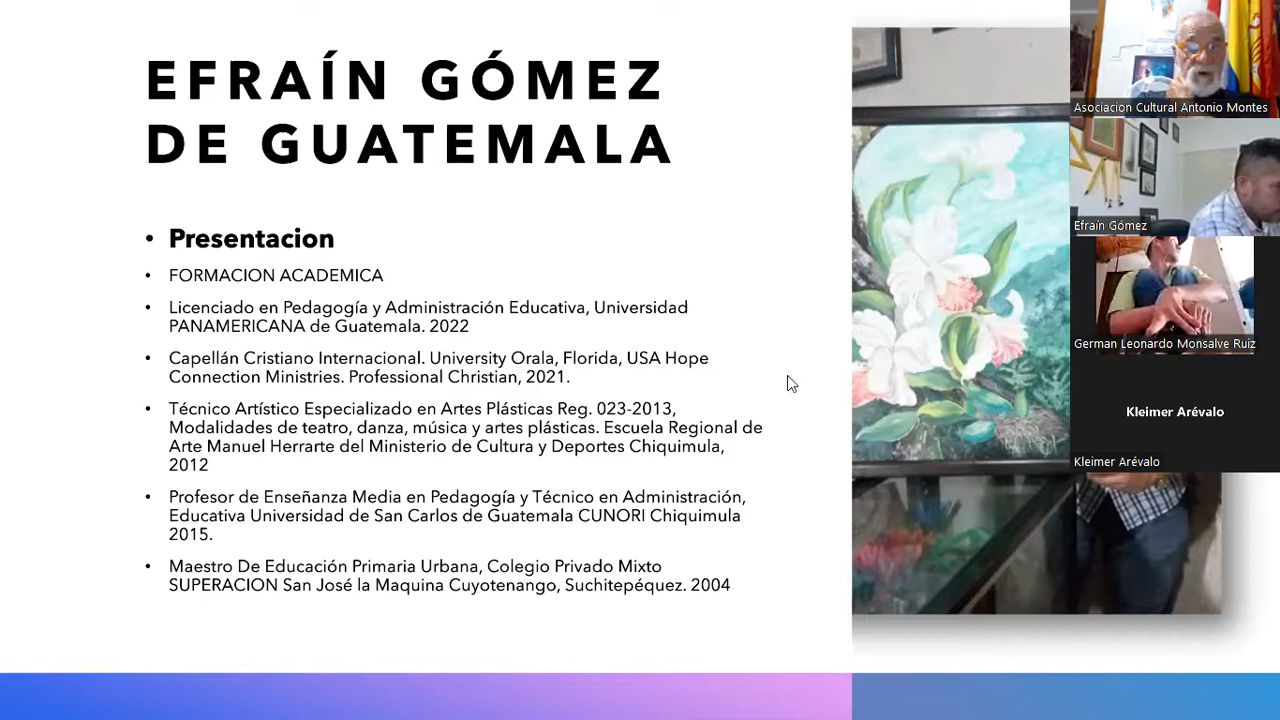 EFRAÍN GÓMEZ
DE GUATEMALA
• Presentacion
• FORMACION ACADEMICA
• Licenciado en Pedagogía y Administración Educativa, Universidad
PANAMERICANA de Guatemala. 2022
• Capellán Cristiano Internacional. University Orala, Florida, USA Hope
Connection Ministries. Professional Christian, 2021.
• Técnico Artístico Especializado en Artes Plásticas Reg. 023-2013,
Modalidades de teatro, danza, música y artes plásticas. Escuela Regional de
Arte Manuel Herrarte del Ministerio de Cultura y Deportes Chiquimula,
2012
• Profesor de Enseñanza Media en Pedagogía y Técnico en Administración,
Educativa Universidad de San Carlos de Guatemala CUNORI Chiquimula
2015.
• Maestro De Educación Primaria Urbana, Colegio Privado Mixto
SUPERACION San José la Maquina Cuyotenango, Suchitepéquez. 2004
Asociacion Cultural Antonio Montes
Efraín Gómez
German Leonardo Monsalve Ruiz
Kleimer Arévalo
Kleimer Arévalo